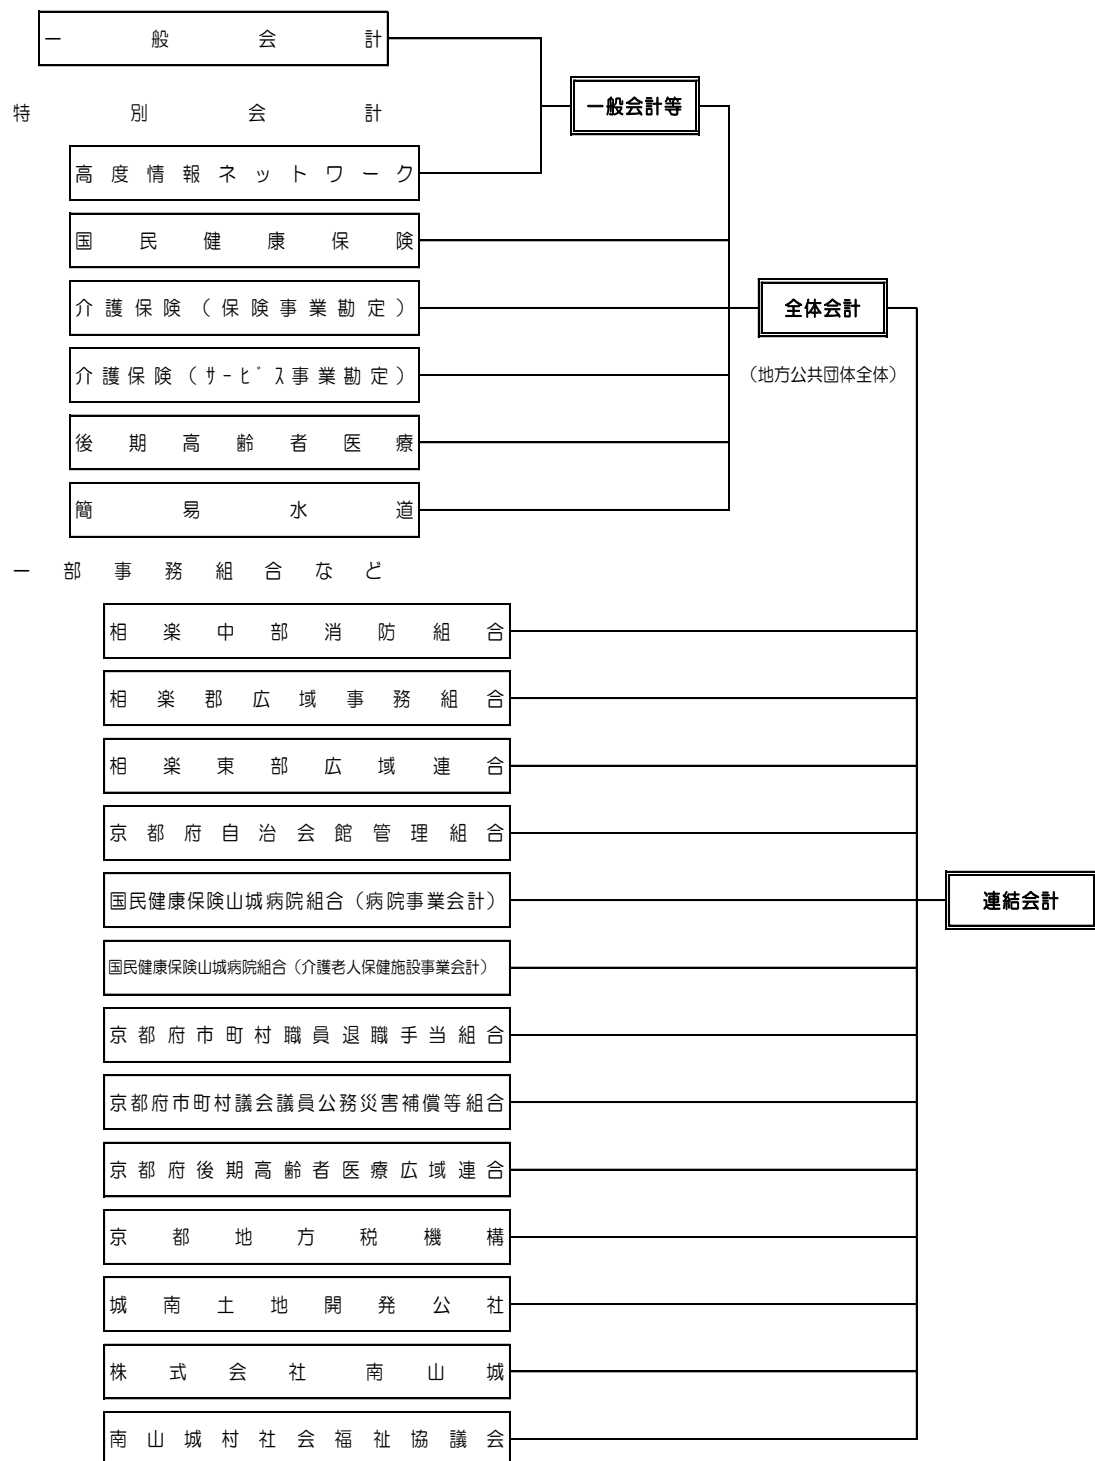 一般会計
特別会計
一般会計等
高度情報ネットワーク
国民健康保険
介護保険（保険事業勘定）
全体会計
介護保険（ｻｰﾋﾞｽ事業勘定）
（地方公共団体全体）
後期高齢者医療
簡易水道
一部事務組合など
相楽中部消防組合
相楽郡広域事務組合
相楽東部広域連合
京都府自治会館管理組合
国民健康保険山城病院組合（病院事業会計）
連結会計
国民健康保険山城病院組合（介護老人保健施設事業会計）
京都府市町村職員退職手当組合
京都府市町村議会議員公務災害補償等組合
京都府後期高齢者医療広域連合
京都地方税機構
城南土地開発公社
株式会社南山城
南山城村社会福祉協議会